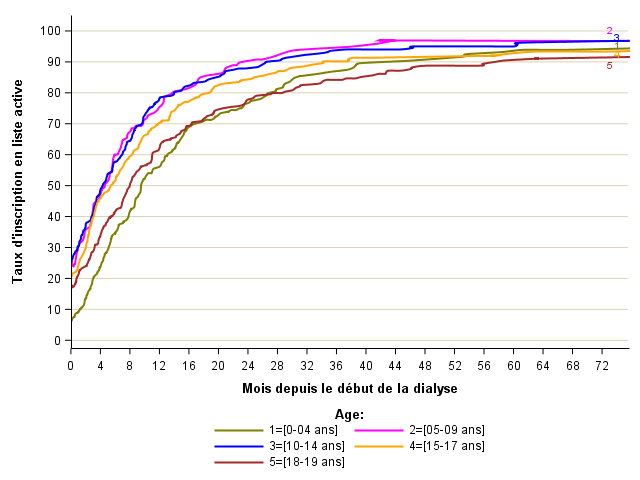 Taux d'inscription en liste active
100
90
80
70
60
50
40
30
20
10
0
2
3
1
4
5
0 4 8 12 16 20 24 28 32 36 40 44 48 52 56 60 64 68 72
Mois depuis le début de la dialyse
Age:
1=[0-04 ans] 2=[05-09 ans]
3=[10-14 ans] 4=[15-17 ans]
5=[18-19 ans]